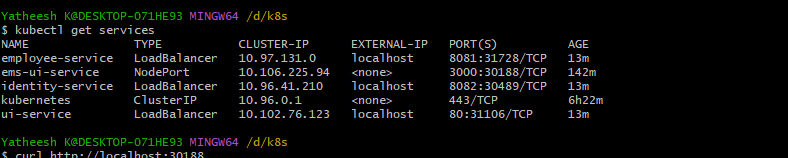 Yatheesh K@DESKTOP-O71HE93 MINGW64 /d/k8s
$ kubectl get services
NAME TYPE CLUSTER-IP EXTERNAL-IP PORT(S) AGE
employee-service LoadBalancer 10.97.131.0 localhost 8081:31728/TCP 13m
ems-ui-service NodePort 10.106.225.94 <none> 3000:30188/TCP 142m
identity-service LoadBalancer 10.96.41.210 localhost 8082:30489/TCP 13m
kubernetes ClusterIP 10.96.0.1 <none> 443/TCP 6h22m
ui-service LoadBalancer 10.102.76.123 localhost 80:31106/TCP 13m
Yatheesh K@DESKTOP-O71HE93 MINGW64 /d/k8s
$ curl http://localhost:30188